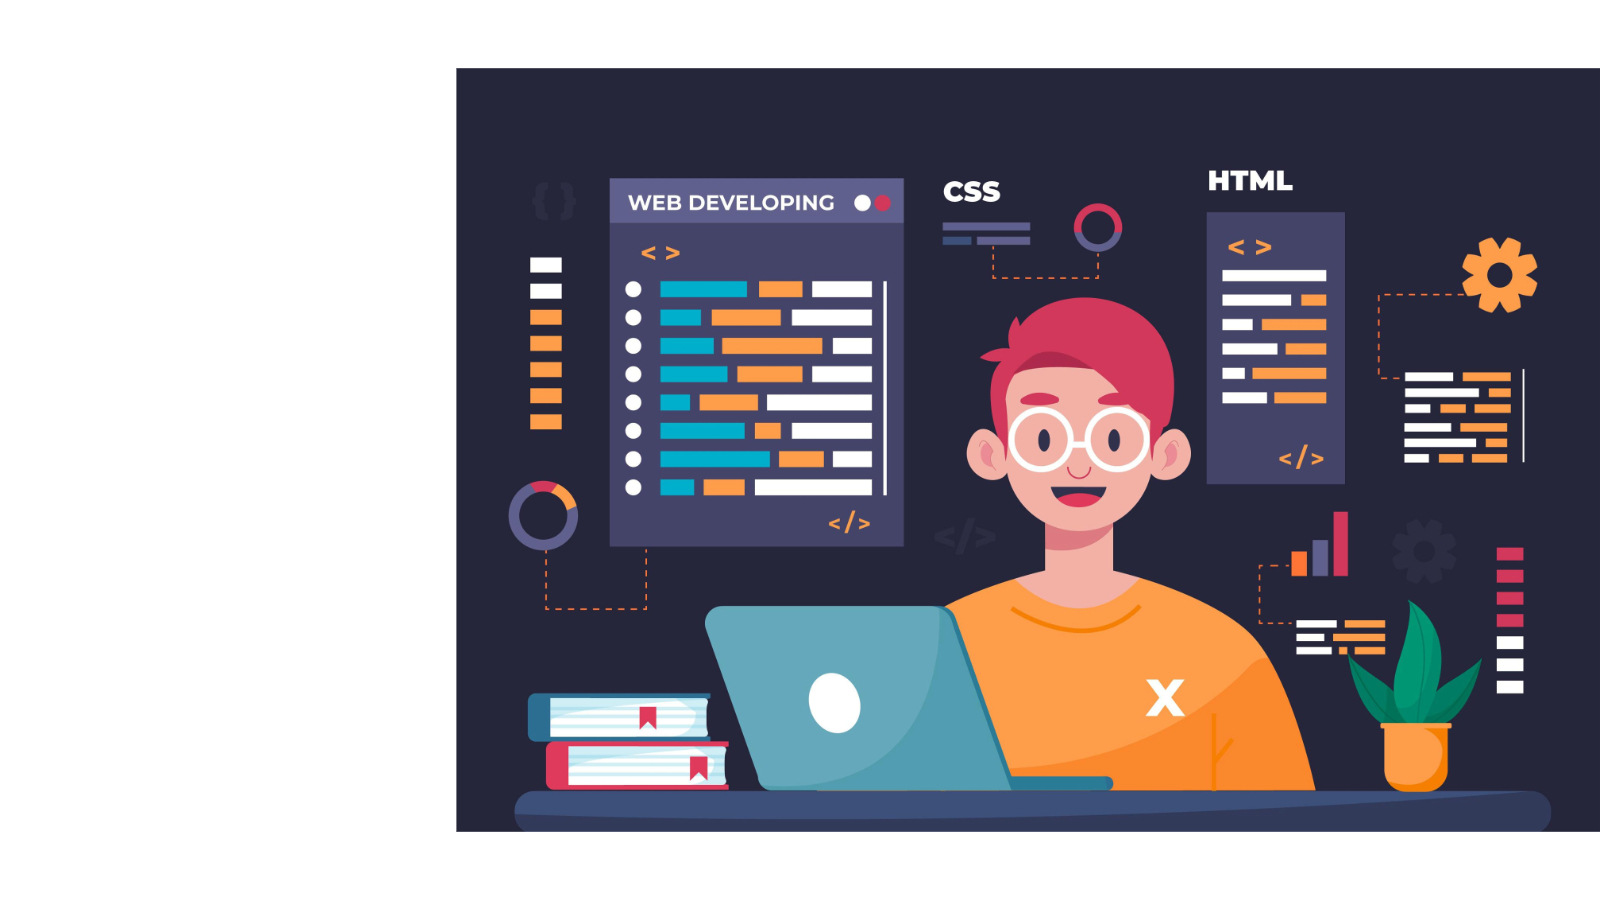 WEB DEVELOPING
CSS
HTML
{ }
< >
< >
</>
</>
</>
X